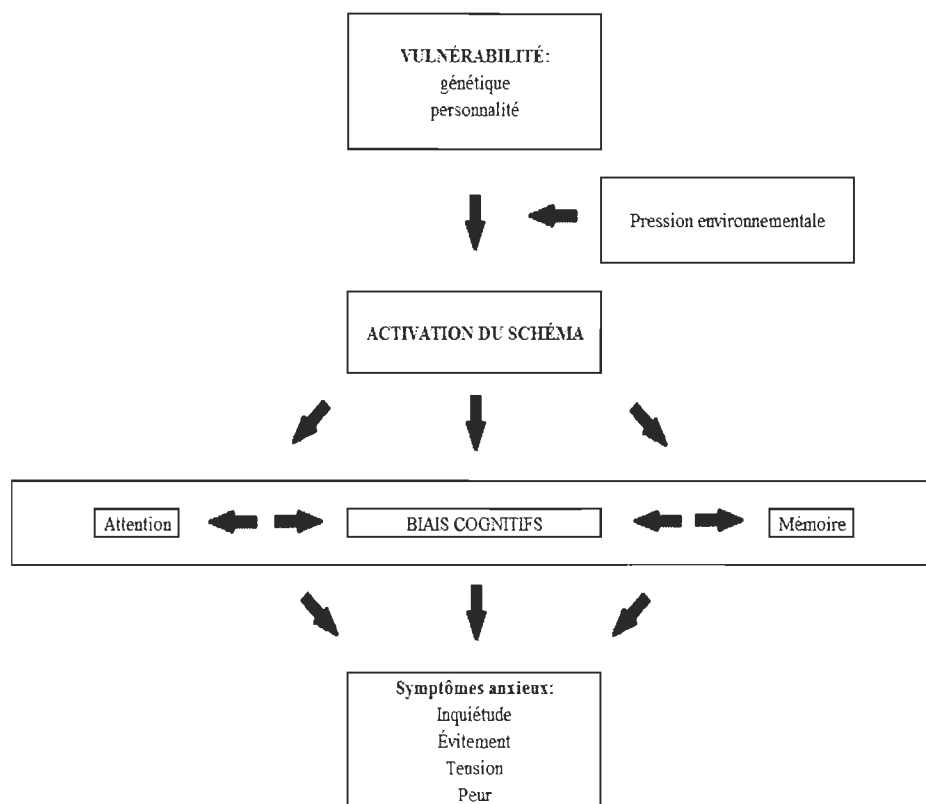 VULNÉRABILITÉ:
génétique
personnalité
Pression environnementale
ACTIVATION DU SCHÉMA
Attention
BIAIS COGNITIFS
Mémoire
Symptômes anxieux:
Inquiétude
Évitement
Tension
Peur